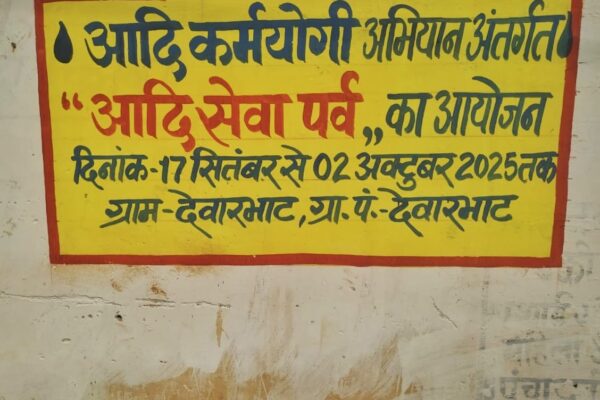 आदि कर्मयोगी अभियान अंतर्गत
“आदि सेवा पर्व„ का आयोजन
दिनांक-17 सितंबर से 02 अक्टुबर 2025 तक
ग्राम-देवारभाट, ग्रा.पं.-देवारभाट
महिला